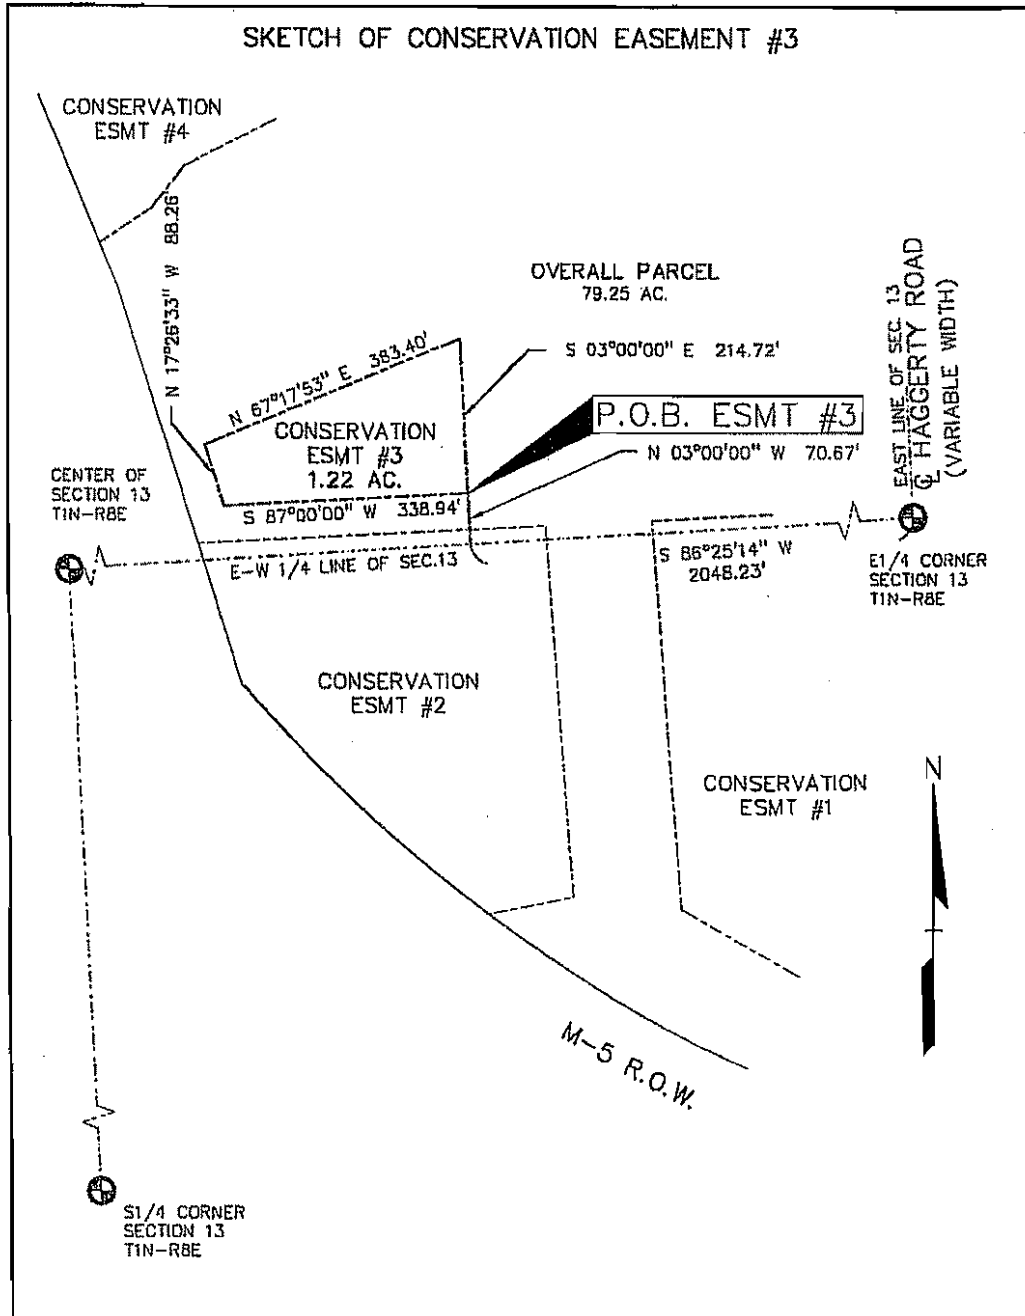 SKETCH OF CONSERVATION EASEMENT #3
CONSERVATION
ESMT #4
N 17°26'33" W 88.26'
OVERALL PARCEL
79.25 AC.
EAST LINE OF SEC. 13
℄ HAGGERTY ROAD
(VARIABLE WIDTH)
S 03°00'00" E 214.72'
N 67°17'53" E 383.40'
P.O.B. ESMT #3
CONSERVATION
ESMT #3
1.22 AC.
N 03°00'00" W 70.67'
CENTER OF
SECTION 13
T1N-R8E
S 87°00'00" W 338.94'
E-W 1/4 LINE OF SEC.13
S 86°25'14" W
2048.23'
E1/4 CORNER
SECTION 13
T1N-R8E
CONSERVATION
ESMT #2
CONSERVATION
ESMT #1
N
M-5 R.O.W.
S1/4 CORNER
SECTION 13
T1N-R8E